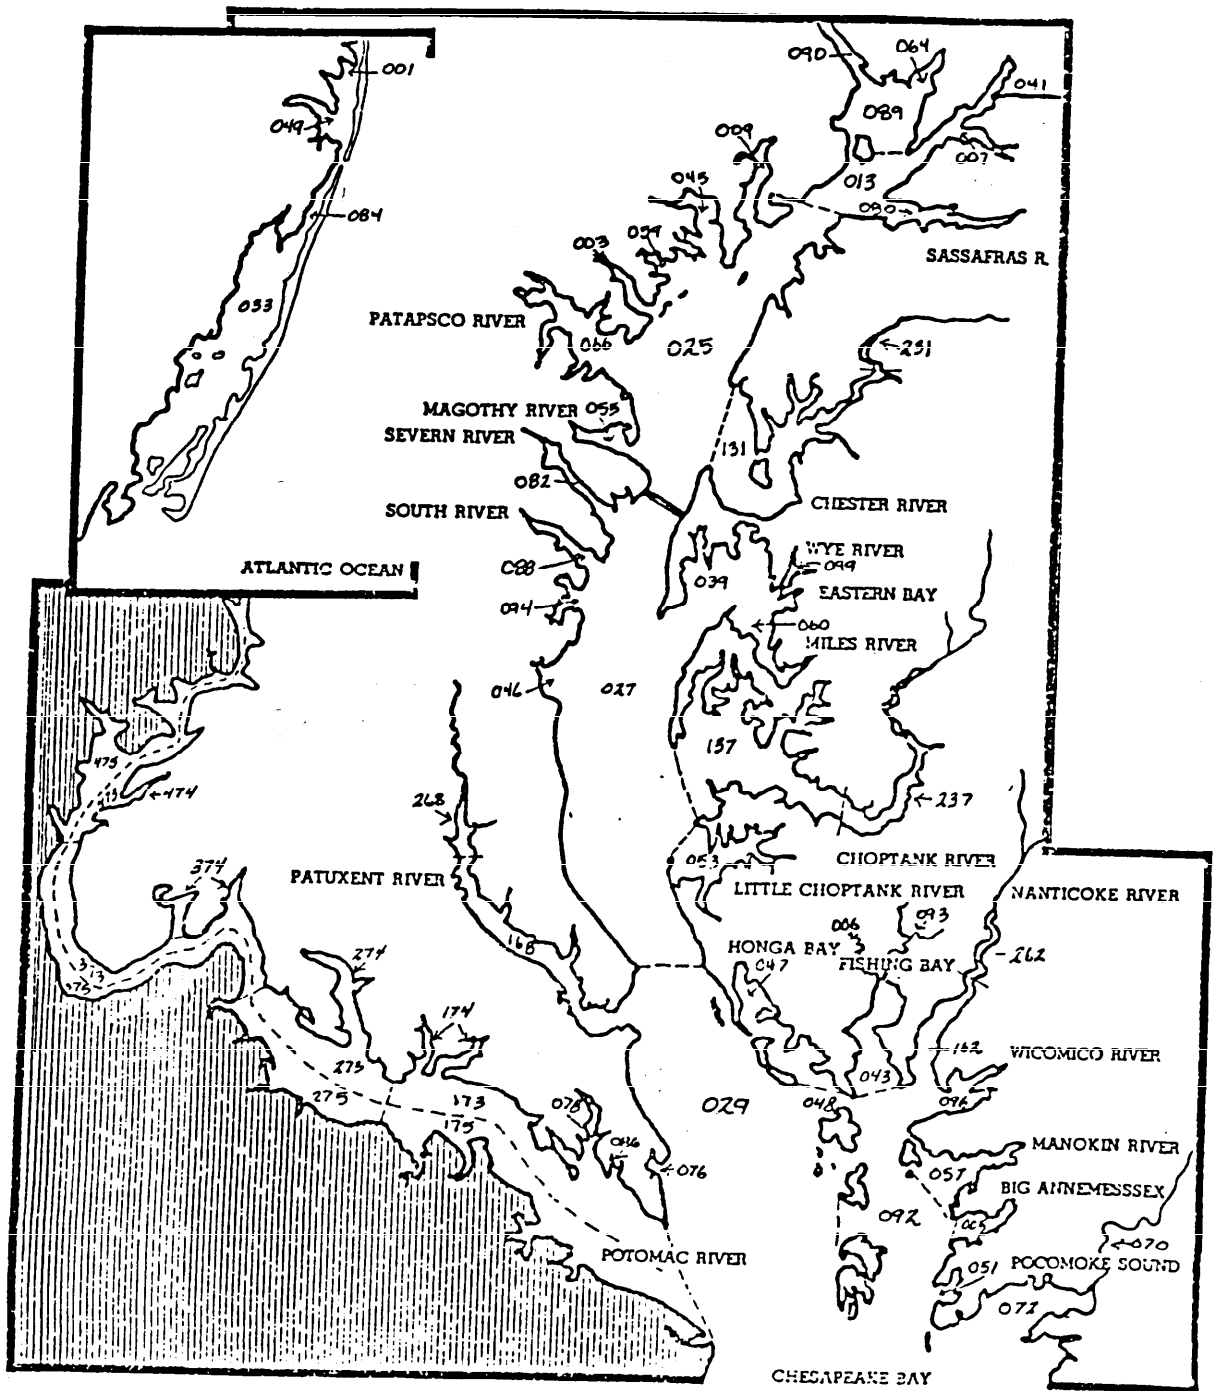 090
064
001
041
089
049
009
007
013
045
084
080
059
003
SASSAFRAS R.
033
PATAPSCO RIVER
066
025
231
MAGOTHY RIVER 055
SEVERN RIVER
131
082
SOUTH RIVER
CHESTER RIVER
WYE RIVER
099
088
ATLANTIC OCEAN
039
EASTERN BAY
094
060
MILES RIVER
046
027
137
473
474
268
237
053
CHOPTANK RIVER
374
PATUXENT RIVER
LITTLE CHOPTANK RIVER
NANTICOKE RIVER
006
093
168
HONGA BAY
047
FISHING BAY
262
274
174
162
WICOMICO RIVER
273
043
275
173
078
029
048
096
175
MANOKIN RIVER
076
057
BIG ANNEMESSSEX
092
070
POTOMAC RIVER
051
POCOMOKE SOUND
072
CHESAPEAKE BAY